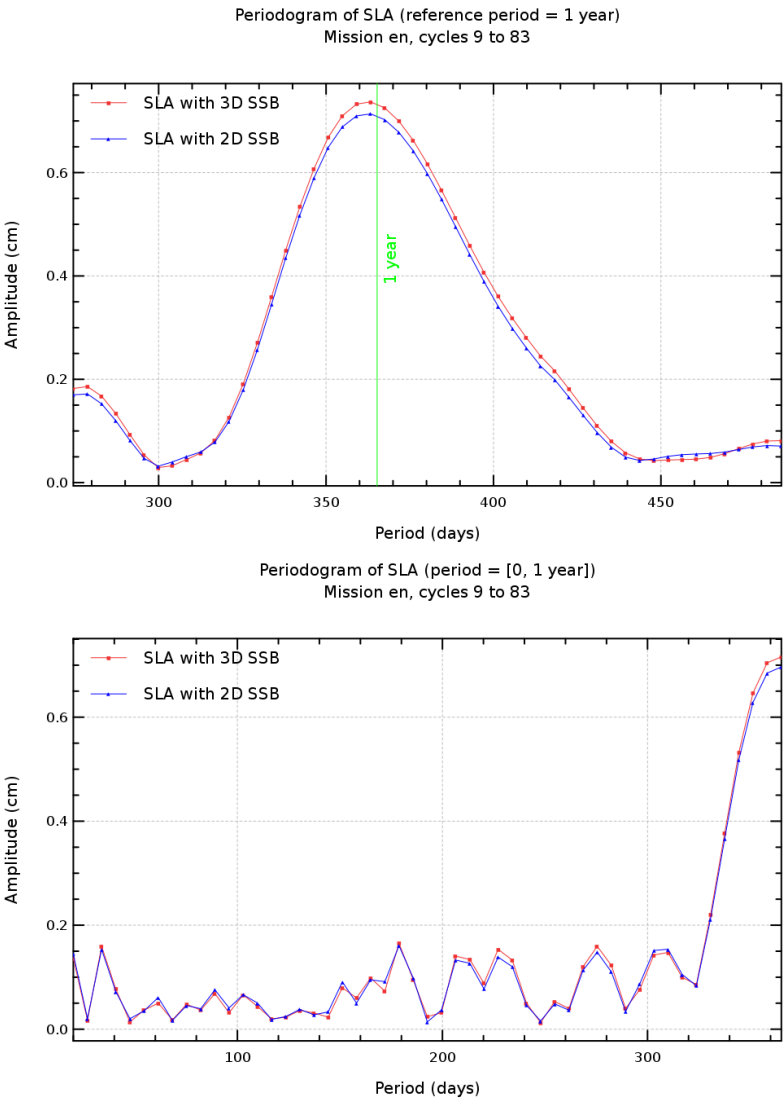 Periodogram of SLA (reference period = 1 year)
Mission en, cycles 9 to 83
SLA with 3D SSB
SLA with 2D SSB
0.6
0.4
0.2
0.0
Amplitude (cm)
1 year
300
350
400
450
Period (days)
Periodogram of SLA (period = [0, 1 year])
Mission en, cycles 9 to 83
SLA with 3D SSB
SLA with 2D SSB
0.6
0.4
0.2
0.0
Amplitude (cm)
100
200
300
Period (days)